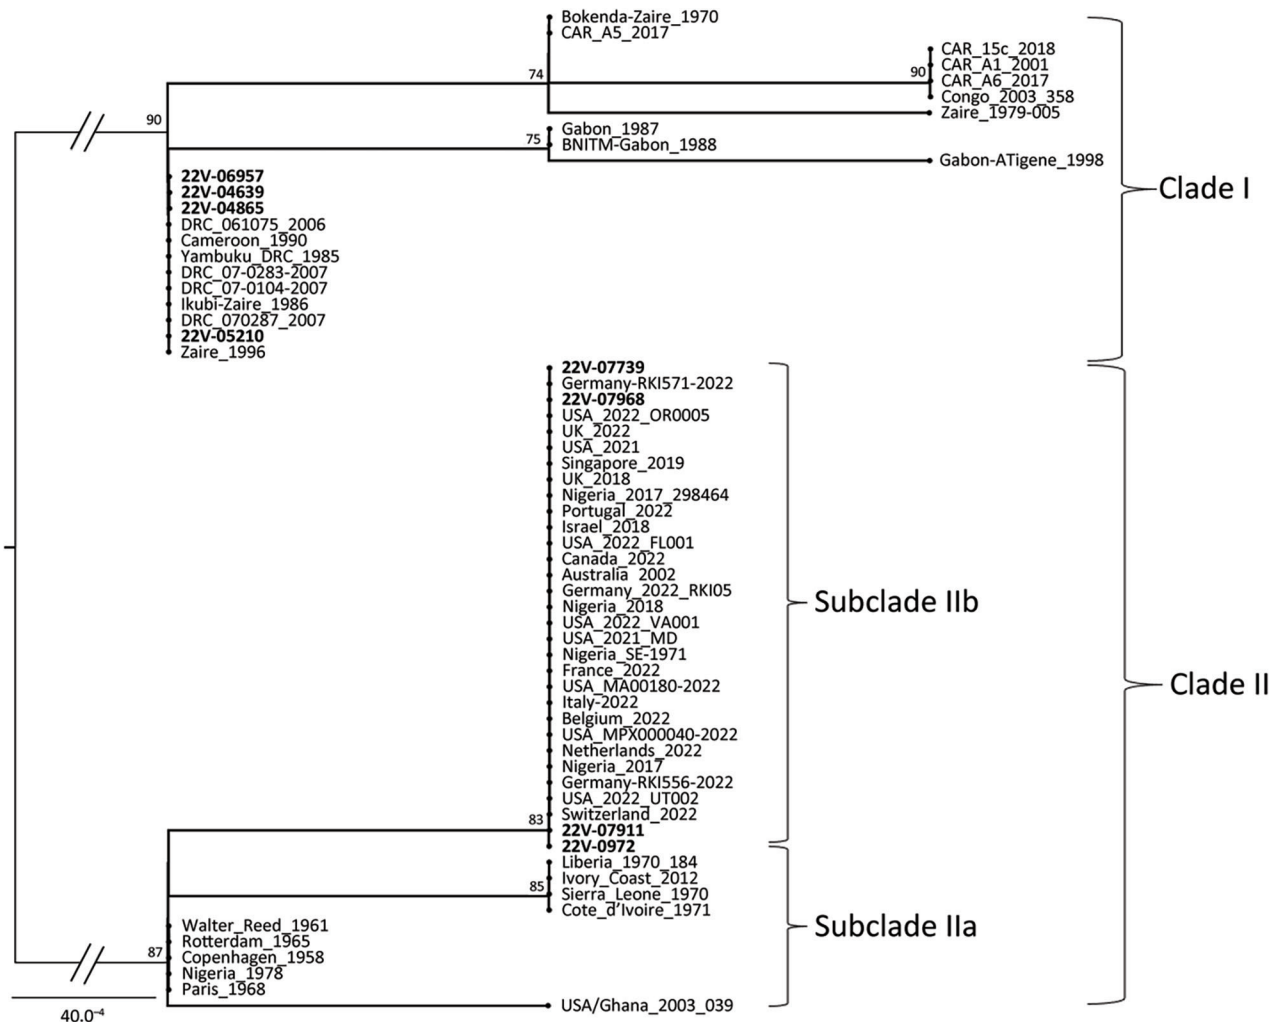 Bokenda-Zaire_1970
CAR_A5_2017
CAR_15c_2018
74
90
CAR_A1_2001
CAR_A6_2017
Congo_2003_358
Zaire_1979-005
90
Gabon_1987
75
BNITM-Gabon_1988
Gabon-ATigene_1998
22V-06957
22V-04639
Clade I
22V-04865
DRC_061075_2006
Cameroon_1990
Yambuku_DRC_1985
DRC_07-0283-2007
DRC_07-0104-2007
Ikubi-Zaire_1986
DRC_070287_2007
22V-05210
Zaire_1996
22V-07739
Germany-RKI571-2022
22V-07968
USA_2022_OR0005
UK_2022
USA_2021
Singapore_2019
UK_2018
Nigeria_2017_298464
Portugal_2022
Israel_2018
USA_2022_FL001
Canada_2022
Australia_2002
Germany_2022_RKI05
Subclade IIb
Nigeria_2018
USA_2022_VA001
USA_2021_MD
Nigeria_SE-1971
France_2022
USA_MA00180-2022
Clade II
Italy-2022
Belgium_2022
USA_MPX000040-2022
Netherlands_2022
Nigeria_2017
Germany-RKI556-2022
USA_2022_UT002
Switzerland_2022
83
22V-07911
22V-0972
Liberia_1970_184
Ivory_Coast_2012
85
Sierra_Leone_1970
Cote_d’Ivoire_1971
Walter_Reed_1961
Subclade IIa
Rotterdam_1965
87
Copenhagen_1958
Nigeria_1978
Paris_1968
USA/Ghana_2003_039
40.0⁻⁴